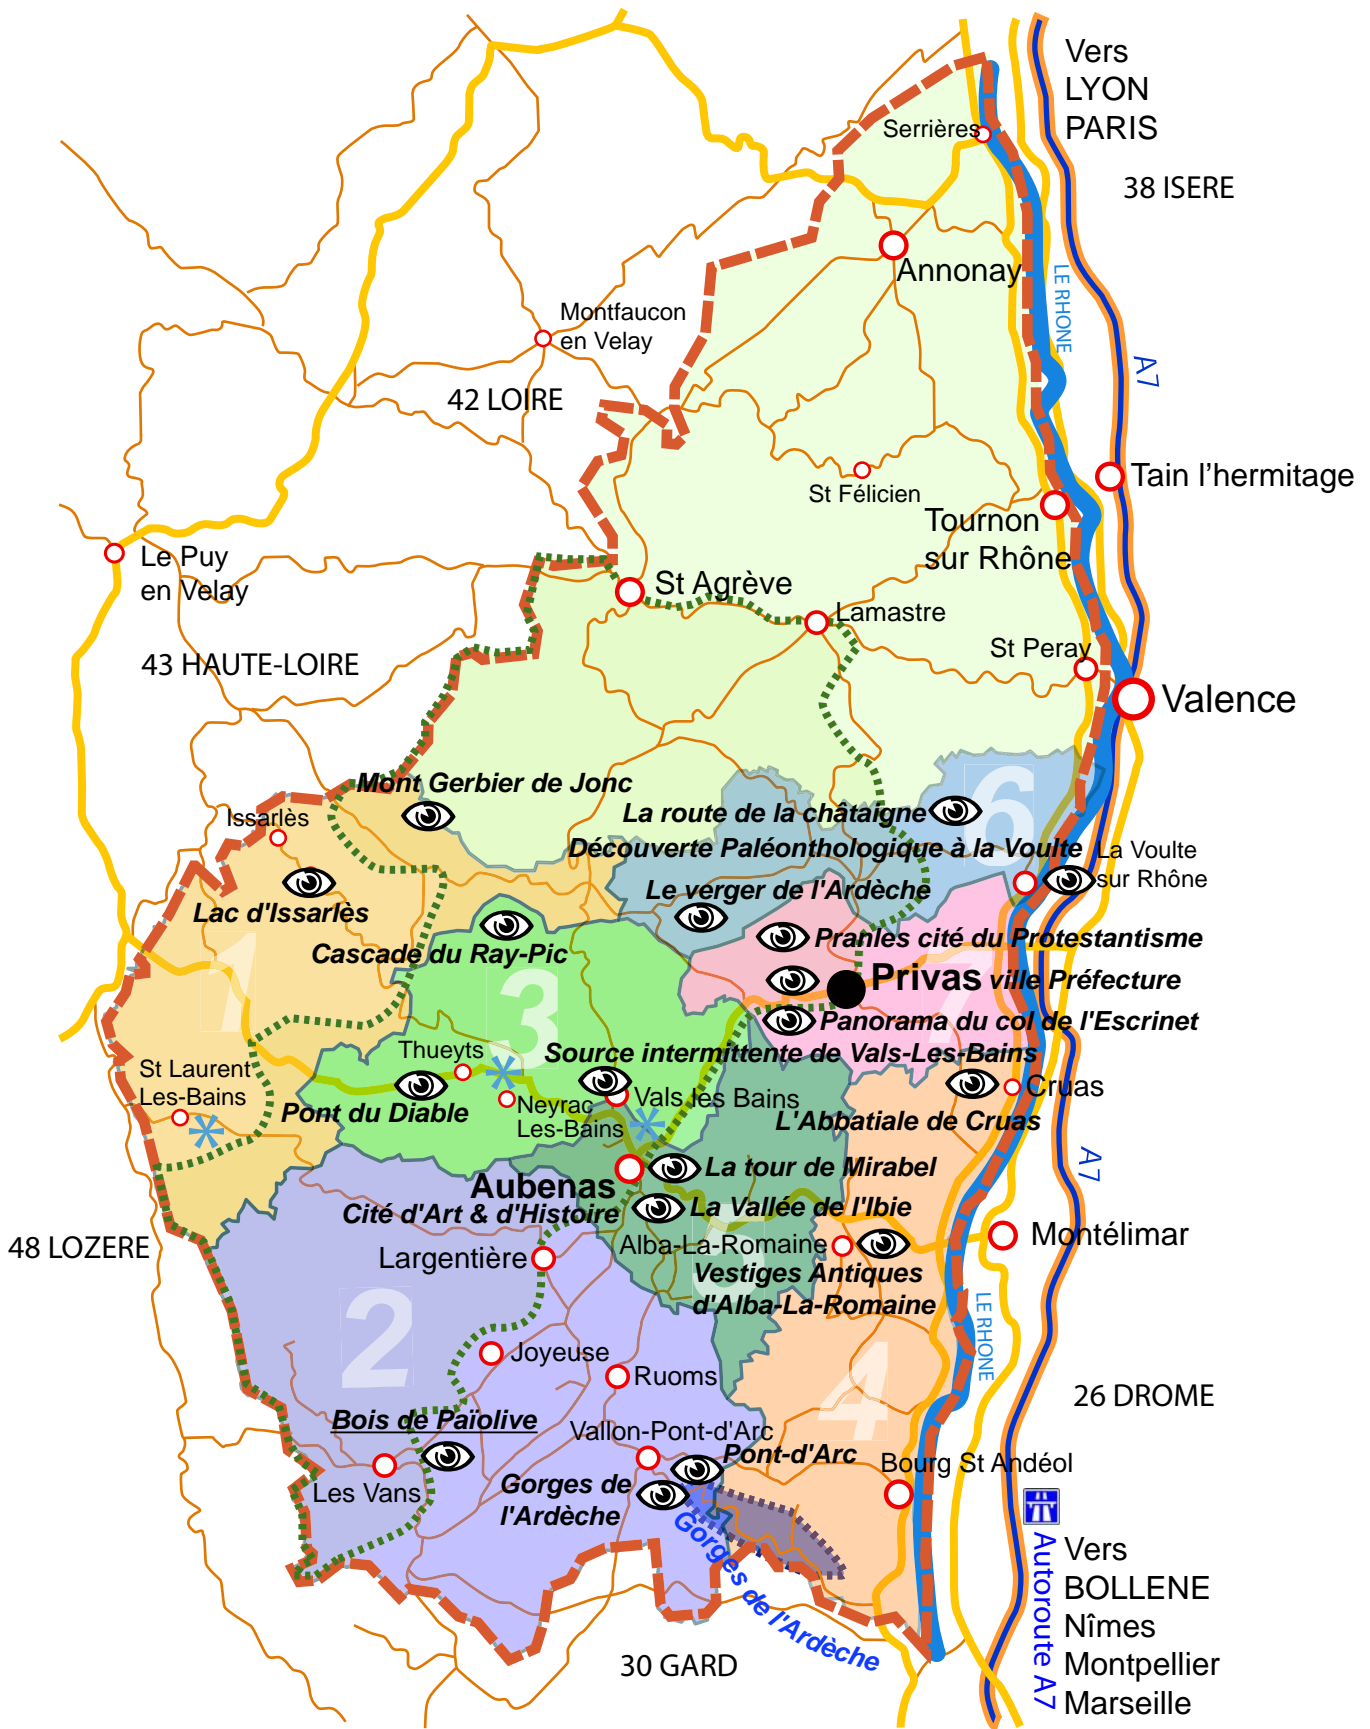 Vers
LYON
PARIS
Serrières
38 ISERE
Annonay
LE RHONE
Montfaucon
en Velay
A7
42 LOIRE
Tain l'hermitage
St Félicien
Tournon
sur Rhône
Le Puy
en Velay
St Agrève
Lamastre
43 HAUTE-LOIRE
St Peray
Valence
Mont Gerbier de Jonc
6
La route de la châtaigne
Issarlès
Découverte Paléonthologique à la Voulte
La Voulte
sur Rhône
Le verger de l'Ardèche
Lac d'Issarlès
Cascade du Ray-Pic
Pranles cité du Protestantisme
1
3
7
Privas ville Préfecture
Panorama du col de l'Escrinet
Thueyts
Source intermittente de Vals-Les-Bains
St Laurent
Les-Bains
Pont du Diable
Neyrac
Les-Bains
Vals les Bains
Cruas
L'Abbatiale de Cruas
A7
La tour de Mirabel
Aubenas
Cité d'Art & d'Histoire
La Vallée de l'Ibie
48 LOZERE
Largentière
Alba-La-Romaine
Montélimar
Vestiges Antiques
d'Alba-La-Romaine
2
LE RHONE
Joyeuse
Ruoms
4
26 DROME
Bois de Païolive
Vallon-Pont-d'Arc
Pont-d'Arc
Bourg St Andéol
Les Vans
Gorges de
l'Ardèche
Gorges de l'Ardèche
Autoroute A7
Vers
BOLLENE
Nîmes
Montpellier
Marseille
30 GARD